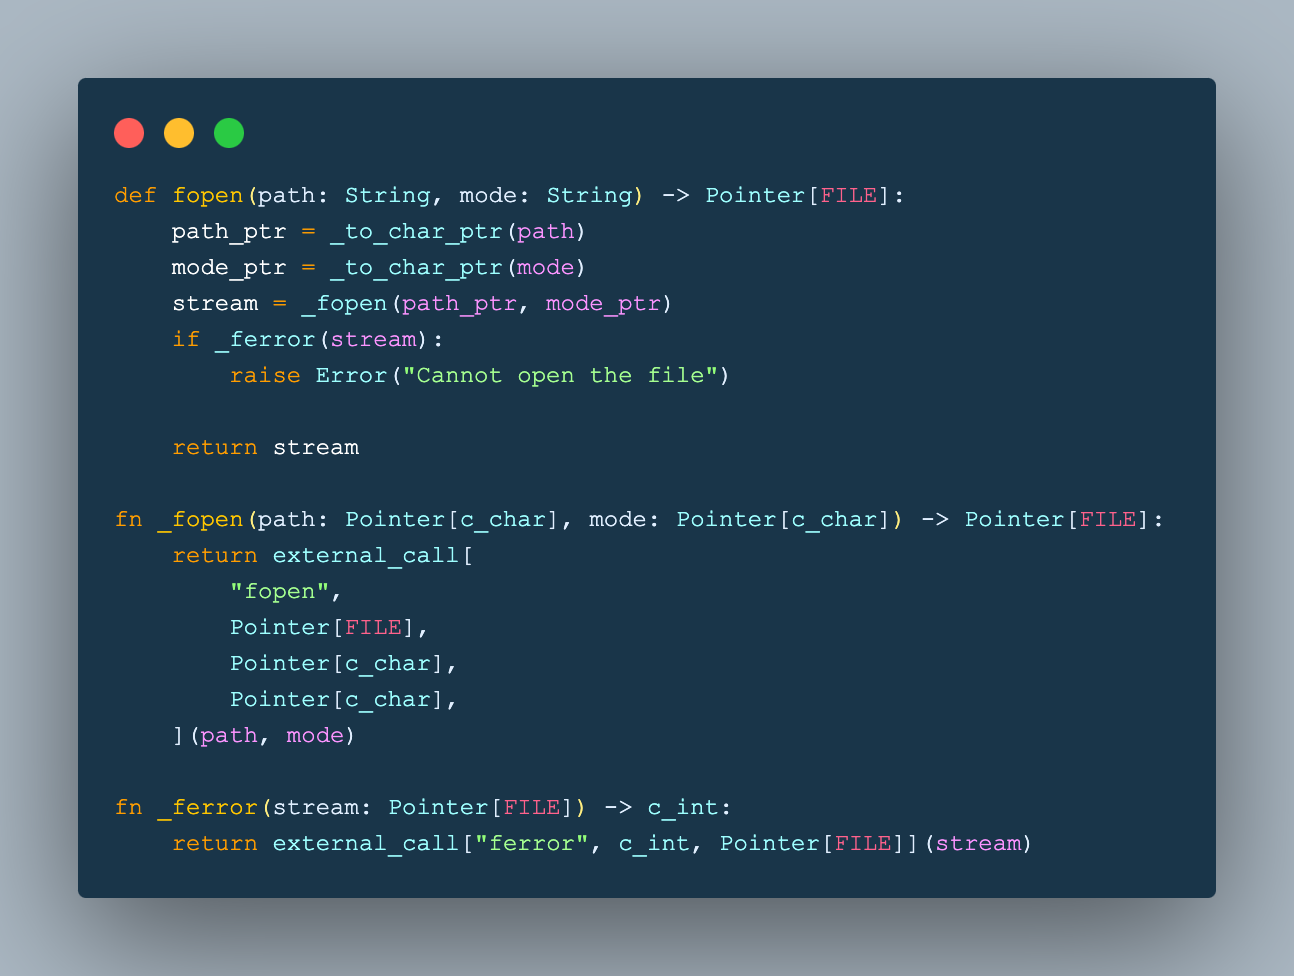 def fopen(path: String, mode: String) -> Pointer[FILE]:
    path_ptr = _to_char_ptr(path)
    mode_ptr = _to_char_ptr(mode)
    stream = _fopen(path_ptr, mode_ptr)
    if _ferror(stream):
        raise Error("Cannot open the file")

    return stream

fn _fopen(path: Pointer[c_char], mode: Pointer[c_char]) -> Pointer[FILE]:
    return external_call[
        "fopen",
        Pointer[FILE],
        Pointer[c_char],
        Pointer[c_char],
    ](path, mode)

fn _ferror(stream: Pointer[FILE]) -> c_int:
    return external_call["ferror", c_int, Pointer[FILE]](stream)